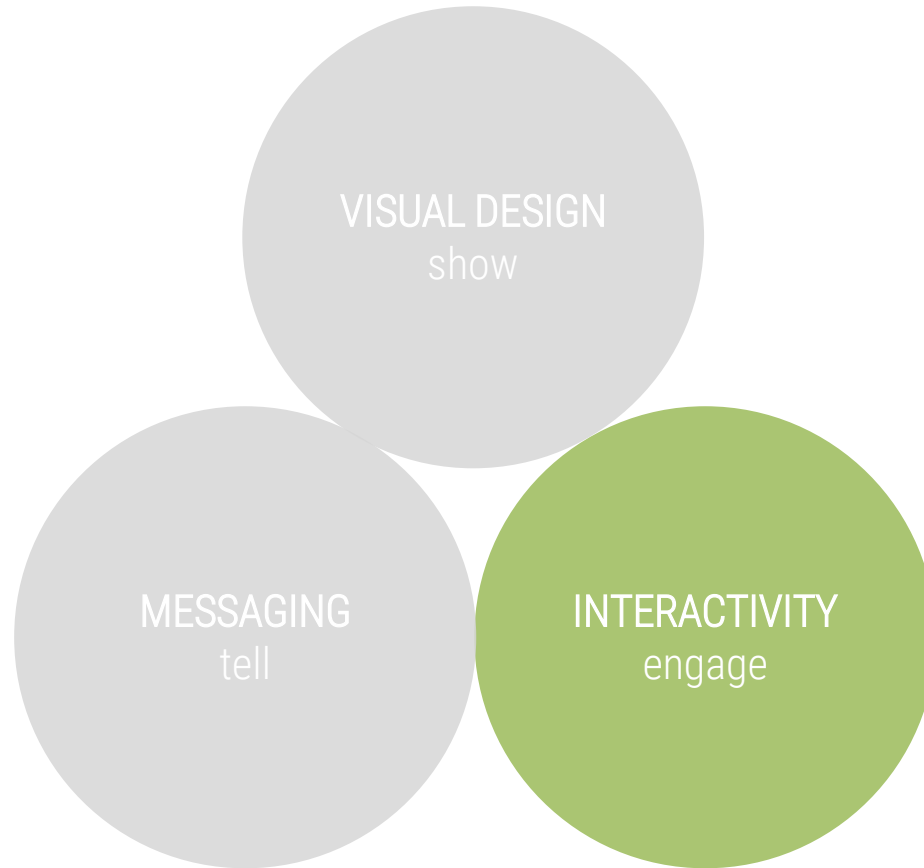 VISUAL DESIGN
show
MESSAGING
tell
INTERACTIVITY
engage